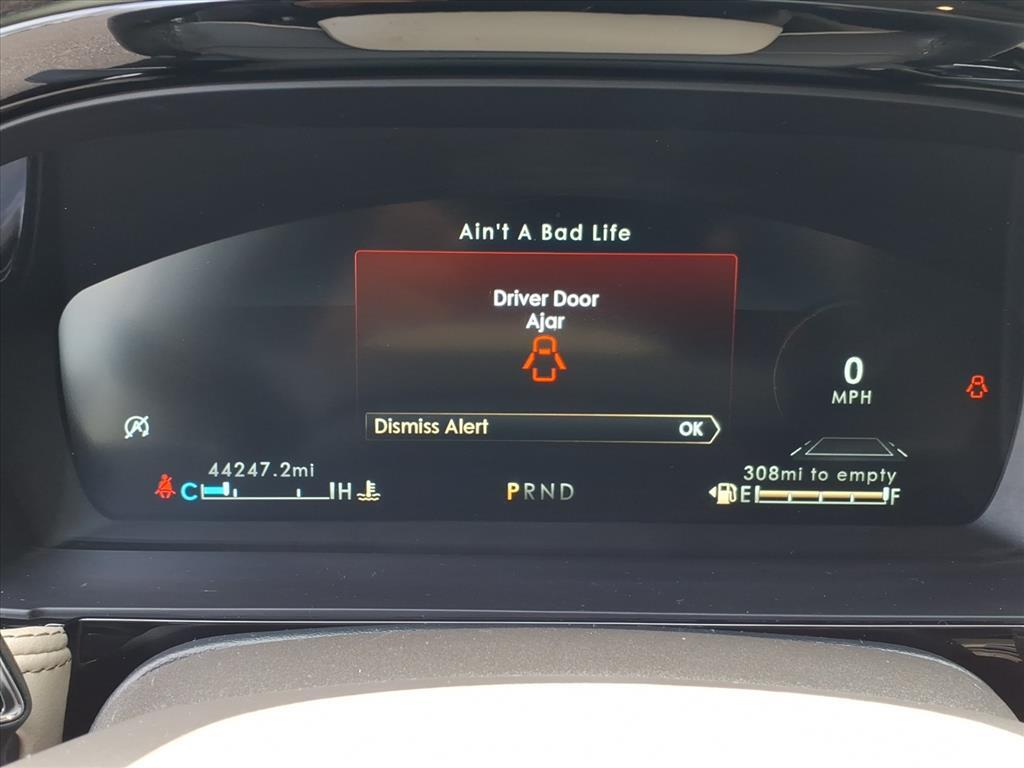 Ain't A Bad Life
Driver Door
Ajar
Dismiss Alert OK
0
MPH
44247.2mi
C H
PRND
308mi to empty
E F